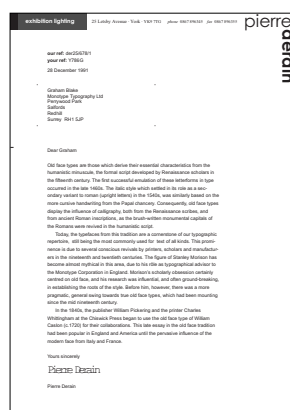 exhibition lighting
25 Lendry Avenue · York · YR9 7EG phone 0867 896345 fax 0867 896593
pierre
derain
our ref: der/25/678/1
your ref: Y786G
28 December 1991
Graham Blake
Monotype Typography Ltd
Perrywood Park
Salfords
Redhill
Surrey RH1 5JP
Dear Graham
Old face types are those which derive their essential characteristics from the
humanistic minuscule, the formal script developed by Renaissance scholars in
the fifteenth century. The first successful emulation of these letterforms in type
occurred in the late 1460s. The italic style which settled in its role as a sec-
ondary variant to roman (upright letters) in the 1540s, was similarly based on the
more cursive handwriting from the Papal chancery. Consequently, old face types
display the influence of calligraphy, both from the Renaissance scribes, and
from ancient Roman inscriptions, as the brush-written monumental capitals of
the Romans were revived in the humanistic script.
Today, the typefaces from this tradition are a cornerstone of our typographic
repertoire, still being the most commonly used for text of all kinds. This promi-
nence is due to several conscious revivals by printers, scholars and manufactur-
ers in the nineteenth and twentieth centuries. The figure of Stanley Morison has
become almost mythical in this area, due to his rôle as typographical advisor to
the Monotype Corporation in England. Morison's scholarly obsession certainly
centred on old face, and his research was influential, and often ground-breaking,
in establishing the roots of the style. Before him, however, there was a more
pragmatic, general swing towards true old face types, which had been mounting
since the mid nineteenth century.
In the 1840s, the publisher William Pickering and the printer Charles
Whittingham at the Chiswick Press began to use the old face type of William
Caslon (c.1720) for their collaborations. This late essay in the old face tradition
had been popular in England and America until the pervasive influence of the
modern face from Italy and France.
Yours sincerely
Pierre Derain
Pierre Derain